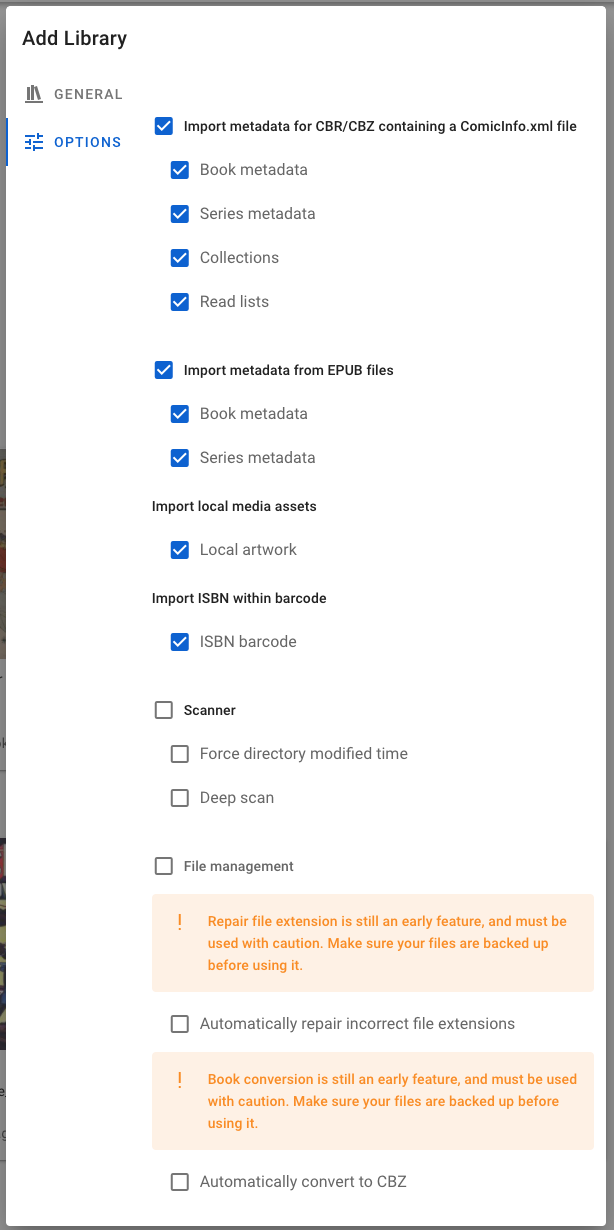 Add Library
GENERAL
OPTIONS
Import metadata for CBR/CBZ containing a ComicInfo.xml file
Book metadata
Series metadata
Collections
Read lists
Import metadata from EPUB files
Book metadata
Series metadata
Import local media assets
Local artwork
Import ISBN within barcode
ISBN barcode
Scanner
Force directory modified time
Deep scan
File management
! Repair file extension is still an early feature, and must be
used with caution. Make sure your files are backed up
before using it.
Automatically repair incorrect file extensions
! Book conversion is still an early feature, and must be used
with caution. Make sure your files are backed up before
using it.
Automatically convert to CBZ